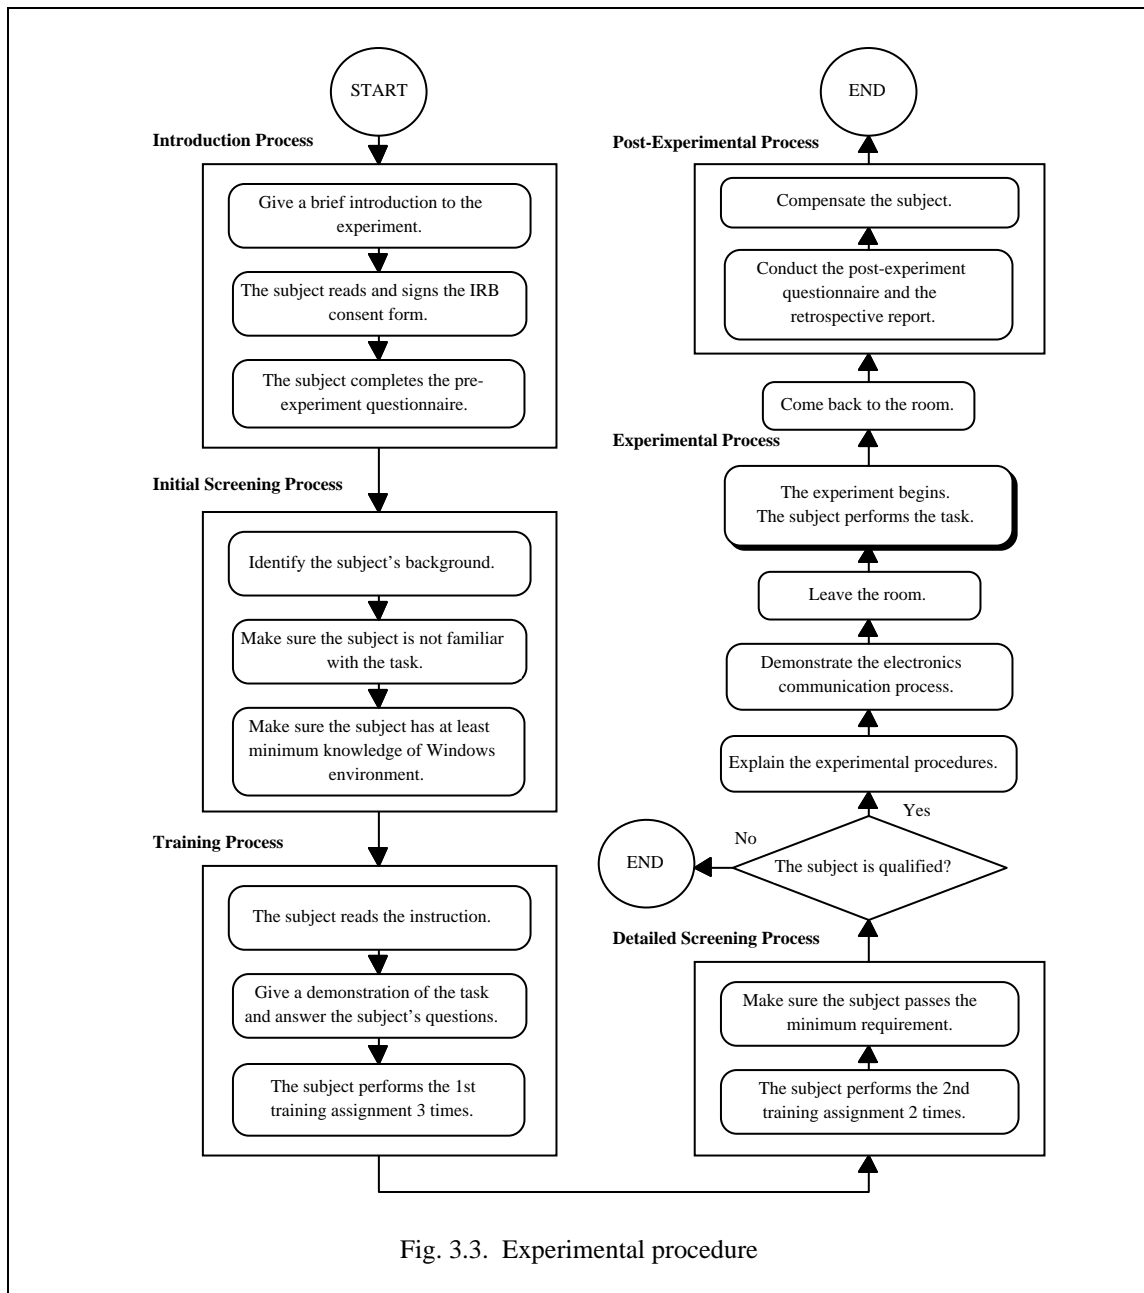 START
Introduction Process
Give a brief introduction to the
experiment.
The subject reads and signs the IRB
consent form.
The subject completes the pre-
experiment questionnaire.
Initial Screening Process
Identify the subject’s background.
Make sure the subject is not familiar
with the task.
Make sure the subject has at least
minimum knowledge of Windows
environment.
Training Process
The subject reads the instruction.
Give a demonstration of the task
and answer the subject’s questions.
The subject performs the 1st
training assignment 3 times.
END
Post-Experimental Process
Compensate the subject.
Conduct the post-experiment
questionnaire and the
retrospective report.
Come back to the room.
Experimental Process
The experiment begins.
The subject performs the task.
Leave the room.
Demonstrate the electronics
communication process.
Explain the experimental procedures.
Yes
No
END
The subject is qualified?
Detailed Screening Process
Make sure the subject passes the
minimum requirement.
The subject performs the 2nd
training assignment 2 times.
Fig. 3.3.  Experimental procedure